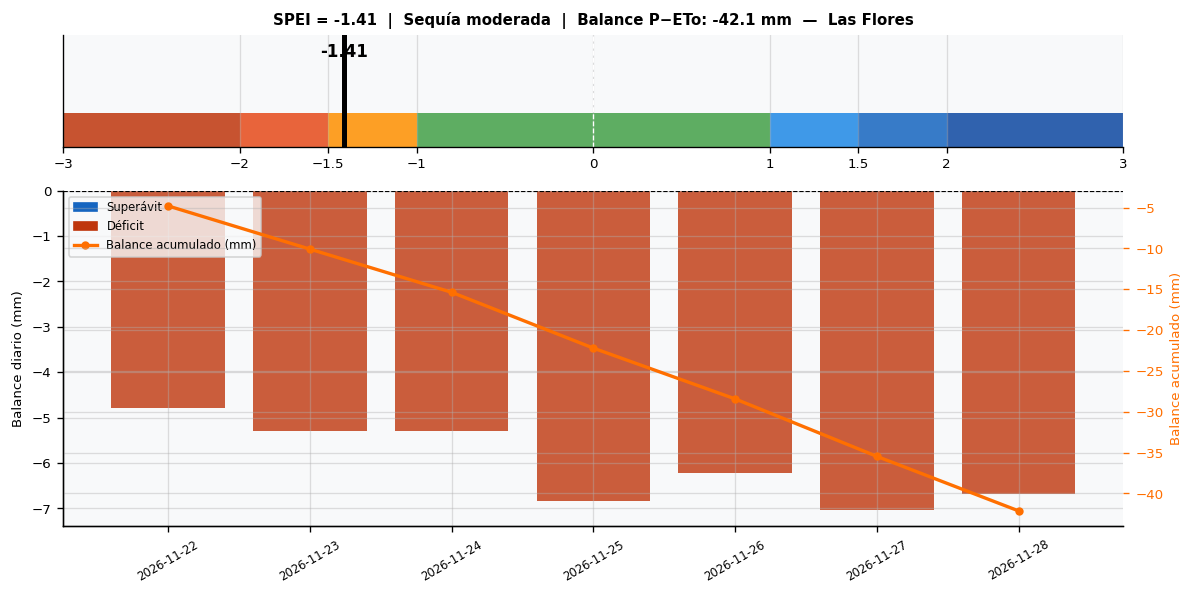 SPEI = -1.41  |  Sequía moderada  |  Balance P−ETo: -42.1 mm  —  Las Flores
-1.41
−3 −2 −1.5 −1 0 1 1.5 2 3
Superávit
Déficit
Balance acumulado (mm)
Balance diario (mm)
0
−1
−2
−3
−4
−5
−6
−7
−5
−10
−15
−20
−25
−30
−35
−40
Balance acumulado (mm)
2026-11-22 2026-11-23 2026-11-24 2026-11-25 2026-11-26 2026-11-27 2026-11-28